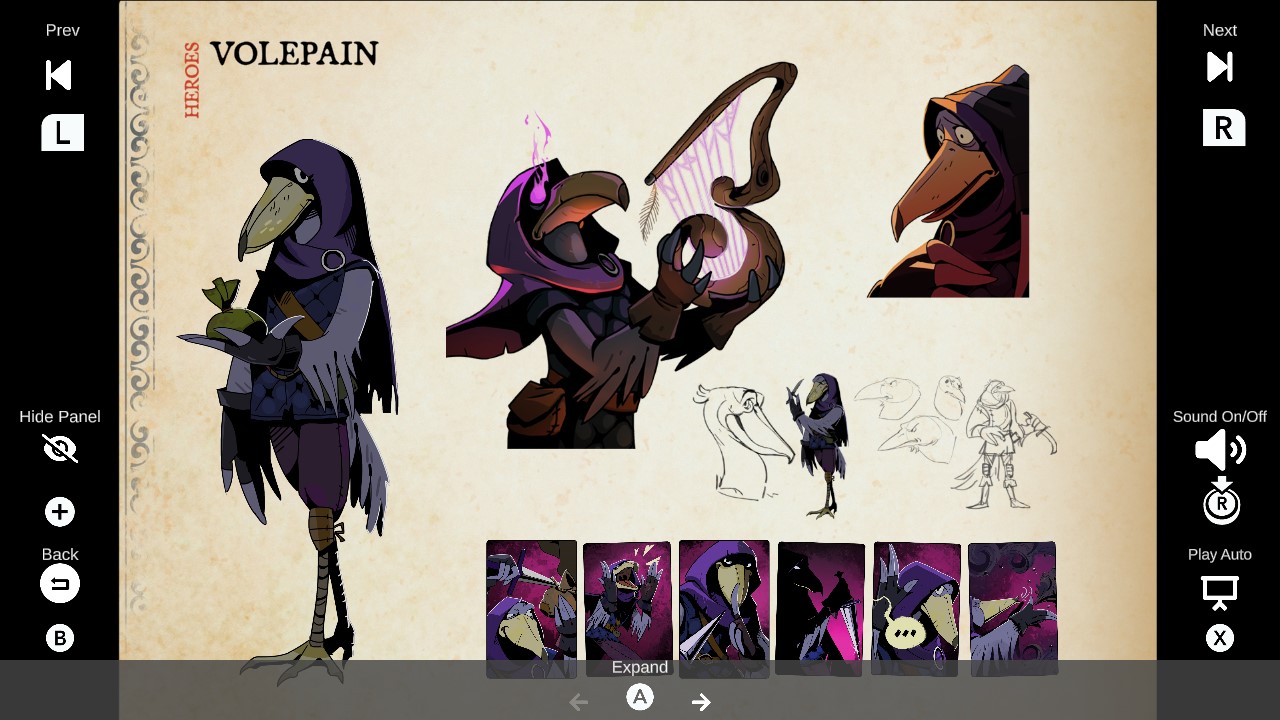 Prev
HEROES
VOLEPAIN
Next
L
R
Hide Panel
Sound On/Off
R
Back
Play Auto
B
X
Expand
A